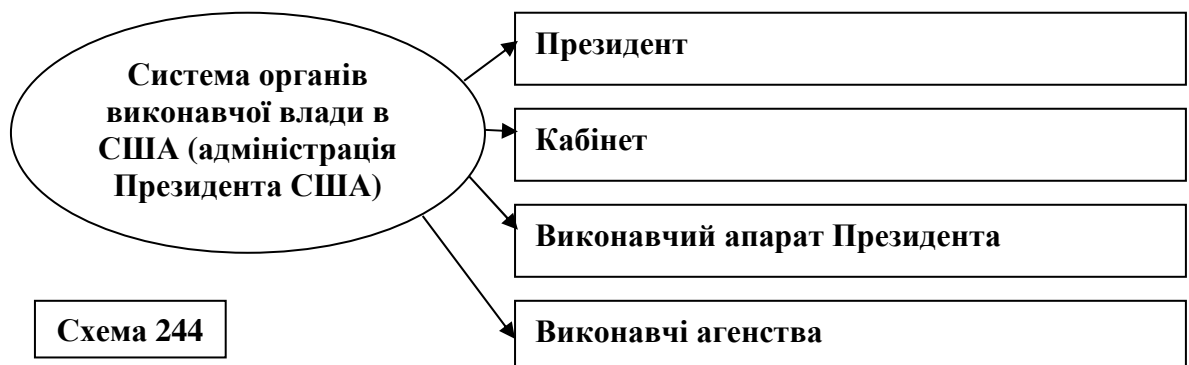 Система органів
виконавчої влади в
США (адміністрація
Президента США)
Президент
Кабінет
Виконавчий апарат Президента
Виконавчі агенства
Схема 244